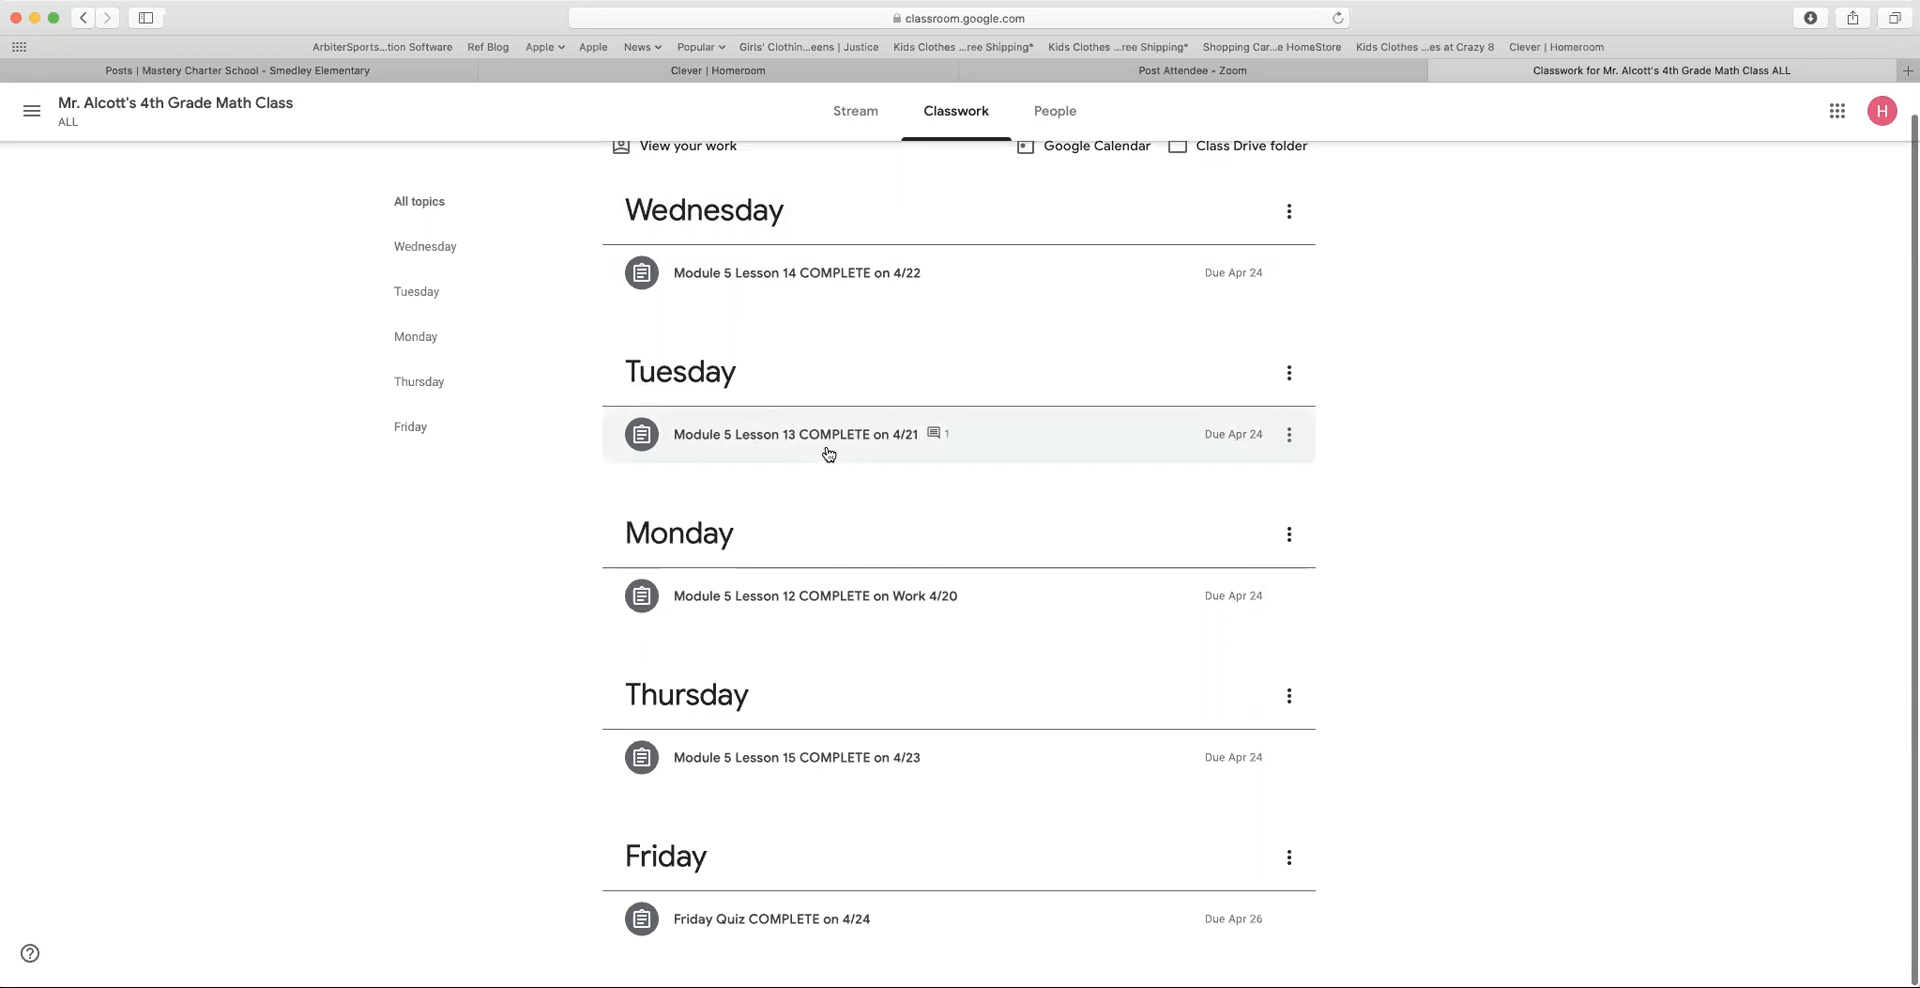 classroom.google.com
ArbiterSports...tion Software Ref Blog Apple Apple News Popular Girls' Clothin...eens | Justice Kids Clothes ...ree Shipping* Kids Clothes ...ree Shipping* Shopping Car...e HomeStore Kids Clothes ...es at Crazy 8 Clever | Homeroom
Posts | Mastery Charter School - Smedley Elementary Clever | Homeroom Post Attendee - Zoom Classwork for Mr. Alcott's 4th Grade Math Class ALL
Mr. Alcott's 4th Grade Math Class
ALL
Stream Classwork People
H
View your work Google Calendar Class Drive folder
All topics
Wednesday
Tuesday
Monday
Thursday
Friday
Wednesday
Module 5 Lesson 14 COMPLETE on 4/22 Due Apr 24
Tuesday
Module 5 Lesson 13 COMPLETE on 4/21 1 Due Apr 24
Monday
Module 5 Lesson 12 COMPLETE on Work 4/20 Due Apr 24
Thursday
Module 5 Lesson 15 COMPLETE on 4/23 Due Apr 24
Friday
Friday Quiz COMPLETE on 4/24 Due Apr 26